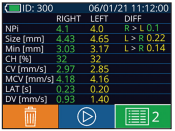 ID: 300 06/01/21 11:12:00
RIGHT LEFT DIFF
NPi 4.1 4.0 R > L 0.1
Size [mm] 4.43 4.65 L > R 0.22
Min [mm] 3.03 3.17 L > R 0.14
CH [%] 32 32
CV [mm/s] 2.97 2.85
MCV [mm/s] 4.18 4.16
LAT [s] 0.23 0.20
DV [mm/s] 0.93 1.40
2